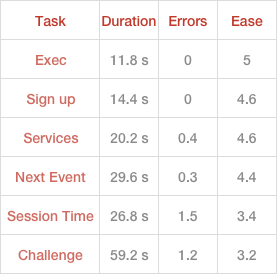 Task Duration Errors Ease
Exec 11.8 s 0 5
Sign up 14.4 s 0 4.6
Services 20.2 s 0.4 4.6
Next Event 29.6 s 0.3 4.4
Session Time 26.8 s 1.5 3.4
Challenge 59.2 s 1.2 3.2